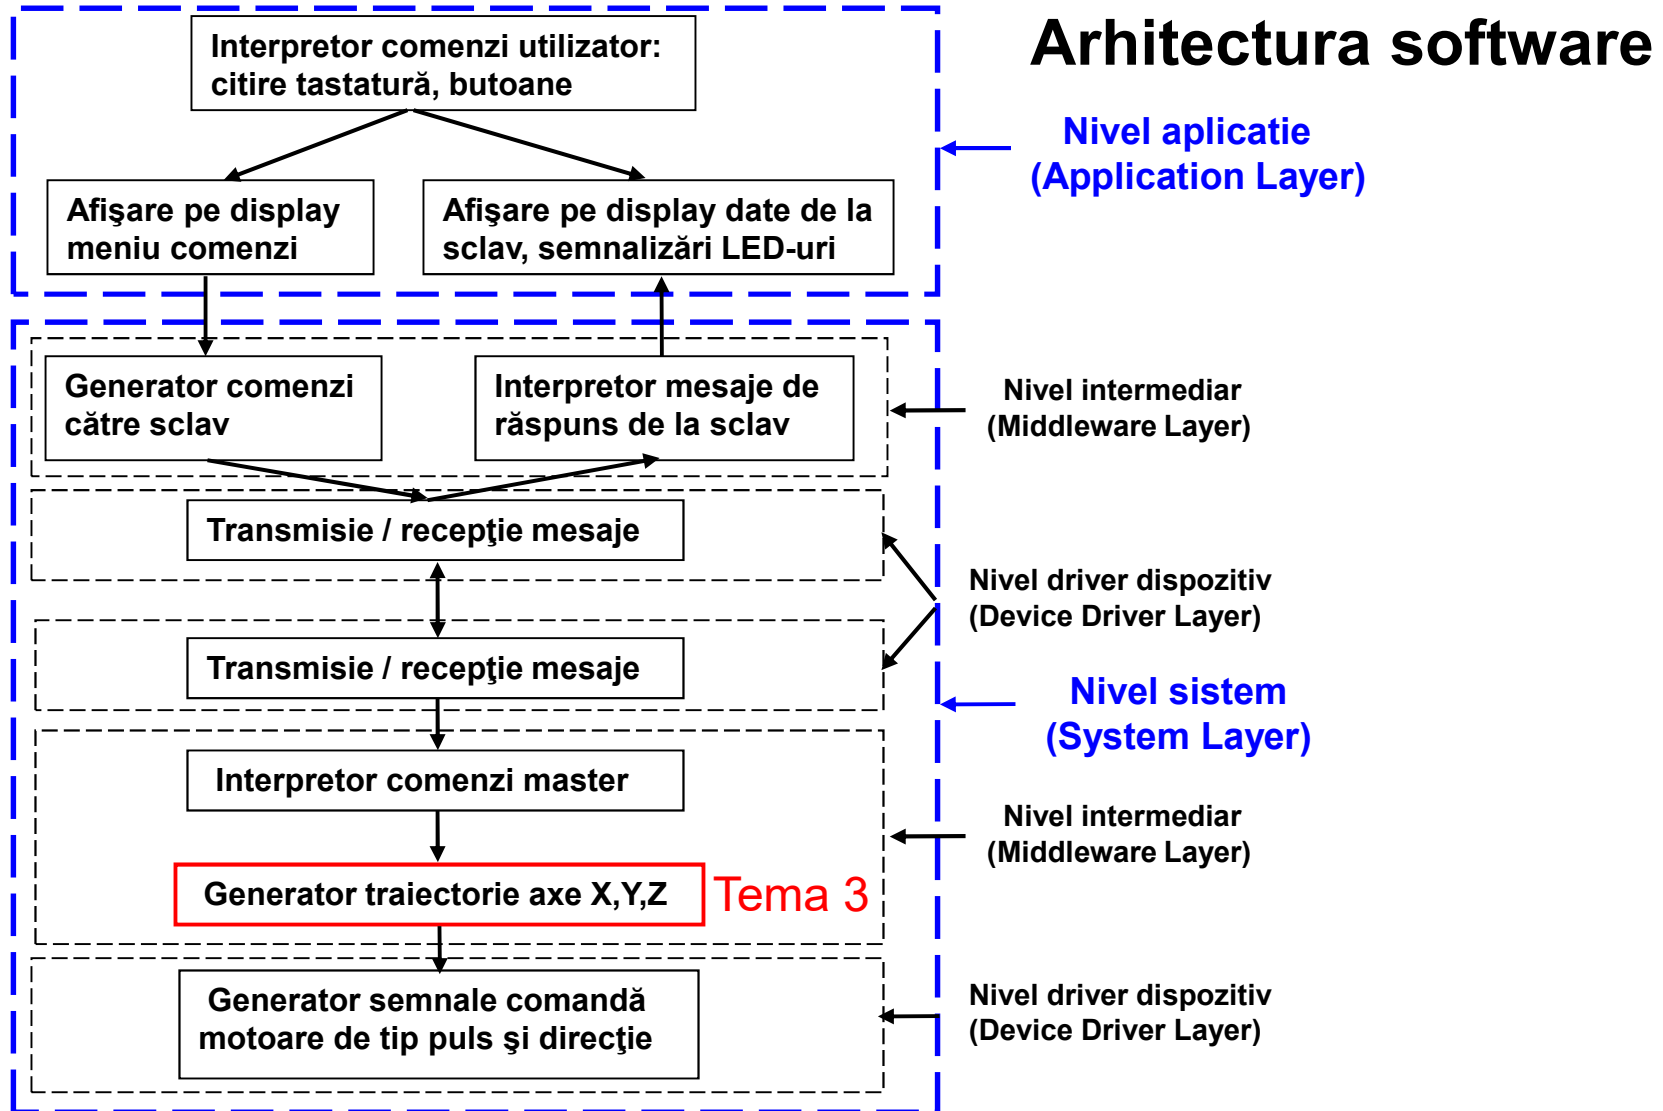 Arhitectura software
Interpretor comenzi utilizator:
citire tastatură, butoane
Nivel aplicatie
(Application Layer)
Afişare pe display
meniu comenzi
Afişare pe display date de la
sclav, semnalizări LED-uri
Generator comenzi
către sclav
Interpretor mesaje de
răspuns de la sclav
Nivel intermediar
(Middleware Layer)
Transmisie / recepţie mesaje
Nivel driver dispozitiv
(Device Driver Layer)
Transmisie / recepţie mesaje
Nivel sistem
(System Layer)
Interpretor comenzi master
Nivel intermediar
(Middleware Layer)
Generator traiectorie axe X,Y,Z
Tema 3
Generator semnale comandă
motoare de tip puls şi direcţie
Nivel driver dispozitiv
(Device Driver Layer)